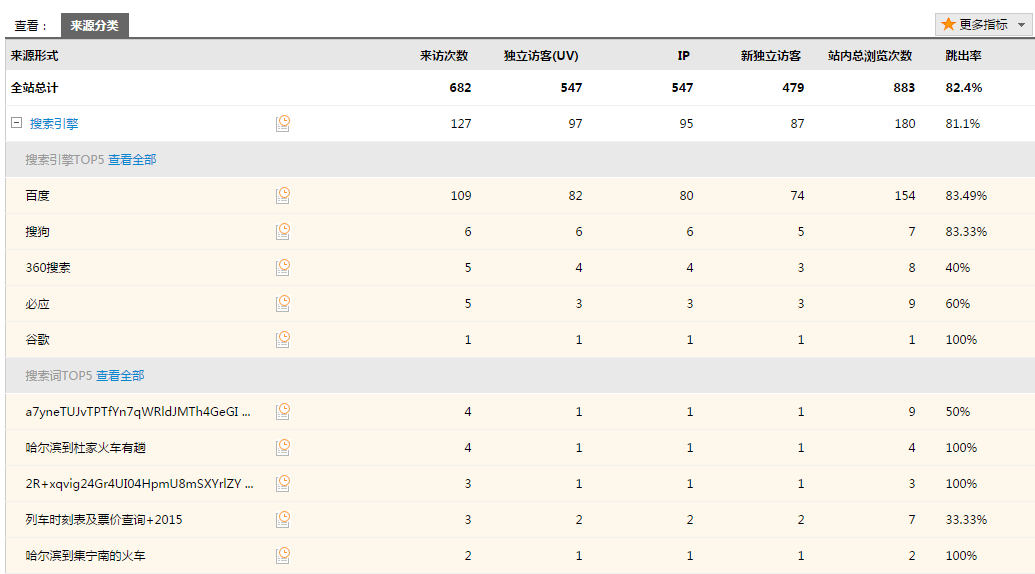 查看： 来源分类 更多指标
来源形式 来访次数 独立访客(UV) IP 新独立访客 站内总浏览次数 跳出率
全站总计 682 547 547 479 883 82.4%
搜索引擎 127 97 95 87 180 81.1%
搜索引擎TOP5 查看全部
百度 109 82 80 74 154 83.49%
搜狗 6 6 6 5 7 83.33%
360搜索 5 4 4 3 8 40%
必应 5 3 3 3 9 60%
谷歌 1 1 1 1 1 100%
搜索词TOP5 查看全部
a7yneTUJvTPTfYn7qWRldJMTh4GeGI ... 4 1 1 1 9 50%
哈尔滨到杜家火车有趟 4 1 1 1 4 100%
2R+xqvig24Gr4UI04HpmU8mSXYrlZY ... 3 1 1 1 3 100%
列车时刻表及票价查询+2015 3 2 2 2 7 33.33%
哈尔滨到集宁南的火车 2 1 1 1 2 100%